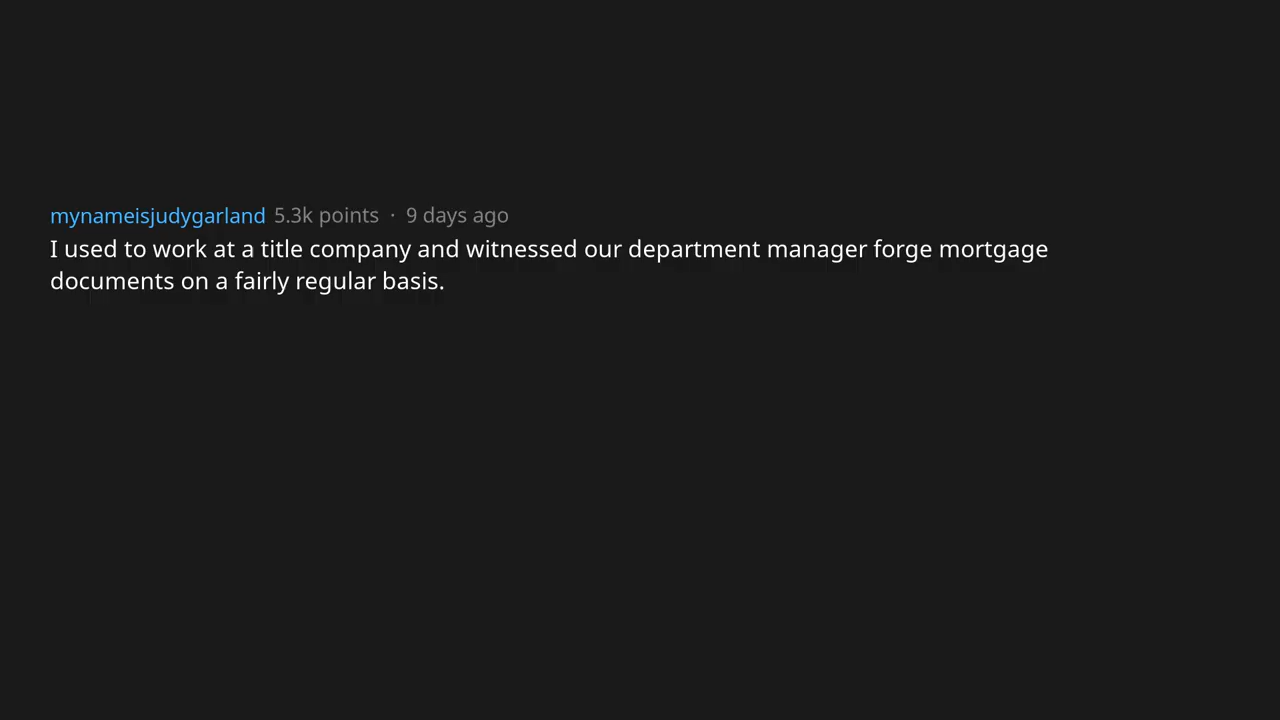 mynameisjudygarland 5.3k points · 9 days ago
I used to work at a title company and witnessed our department manager forge mortgage
documents on a fairly regular basis.